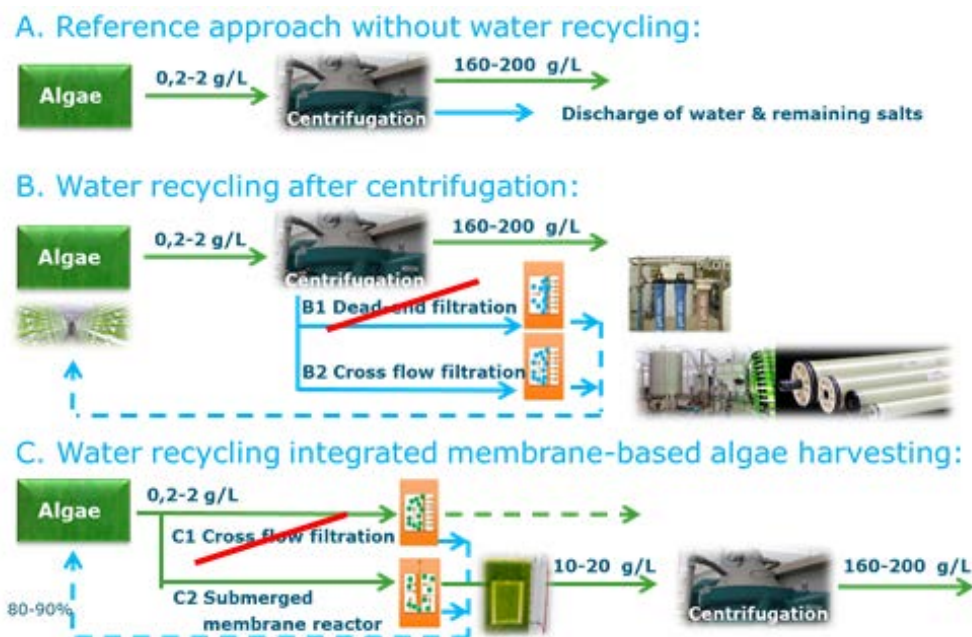 A. Reference approach without water recycling:
Algae
0,2-2 g/L
Centrifugation
160-200 g/L
Discharge of water & remaining salts
B. Water recycling after centrifugation:
Algae
0,2-2 g/L
Centrifugation
160-200 g/L
B1 Dead-end filtration
B2 Cross flow filtration
C. Water recycling integrated membrane-based algae harvesting:
Algae
0,2-2 g/L
C1 Cross flow filtration
C2 Submerged
membrane reactor
80-90%
10-20 g/L
Centrifugation
160-200 g/L